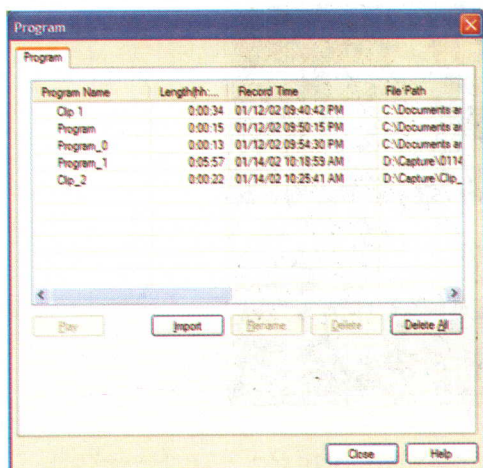 Program
Program
Program Name Length(hh:... Record Time File Path
Clip 1 0:00:34 01/12/02 09:40:42 PM C:\Documents ar
Program 0:00:15 01/12/02 09:50:15 PM C:\Documents ar
Program_0 0:00:13 01/12/02 09:54:30 PM C:\Documents ar
Program_1 0:05:57 01/14/02 10:18:59 AM D:\Capture\0114
Clip_2 0:00:22 01/14/02 10:25:41 AM D:\Capture\Clip_
Play Import Rename Delete Delete All
Close Help